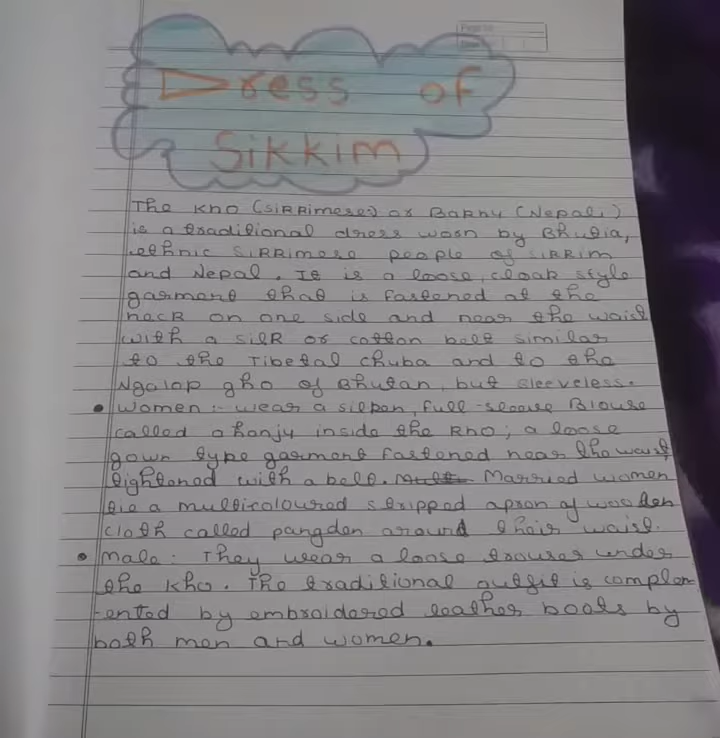 Page No.
Date
Dress of
Sikkim
The Kho (Sikkimese) or Bakhu (Nepali)
is a traditional dress worn by Bhutia,
ethnic Sikkimese people of Sikkim
and Nepal. It is a loose, cloak style
garment that is fastened at the
neck on one side and near the waist
with a silk or cotton belt similar
to the Tibetal chuba and to the
Ngalop gho of Bhutan, but sleeveless.
• Women :- wear a silken, full-sleeve Blouse
called a hanju inside the kho; a loose
gown type garment fastened near the waist
tightened with a belt. Married women
tie a multicoloured stripped apron of woolen
cloth called pangden around their waist.
• Male : They wear a loose trouser under
the kho. The traditional outfit is complem
-ented by embroidered leather boots by
both men and women.